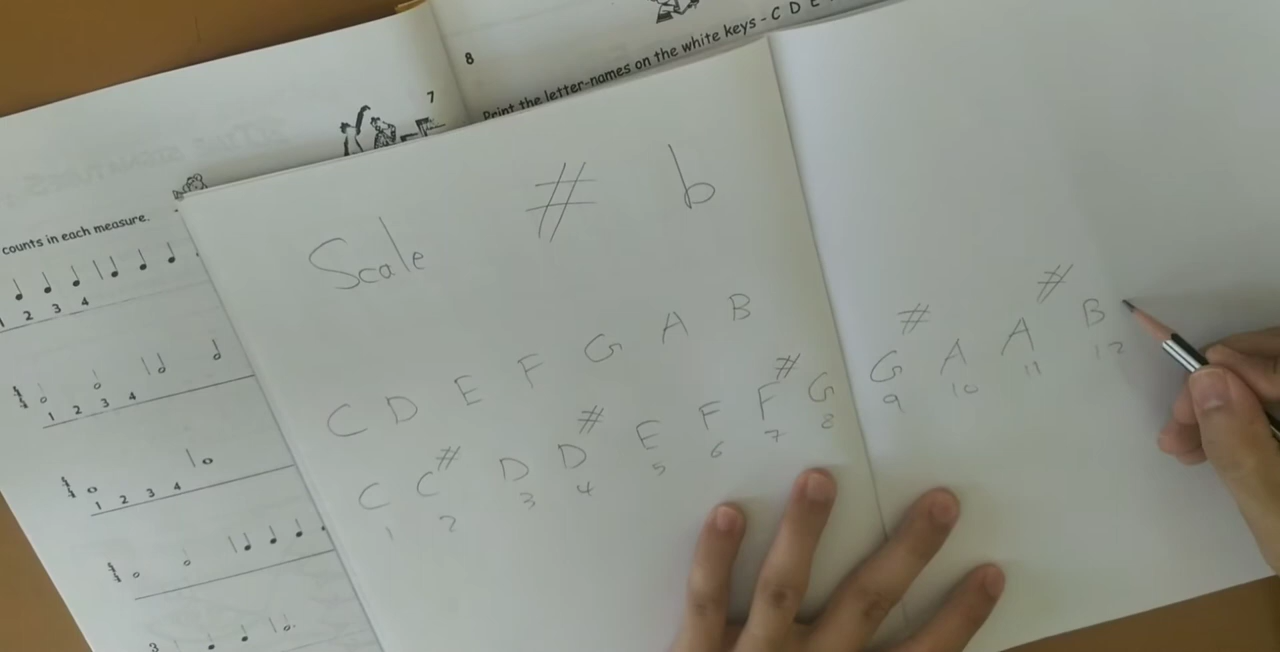 8
Print the letter-names on the white keys - C D E
7
counts in each measure.
1 2 3 4
1 2 3 4
1 2 3 4
3
Scale # b
C D E F G A B
C C# D D# E F F# G G# A A# B
1 2 3 4 5 6 7 8 9 10 11 12